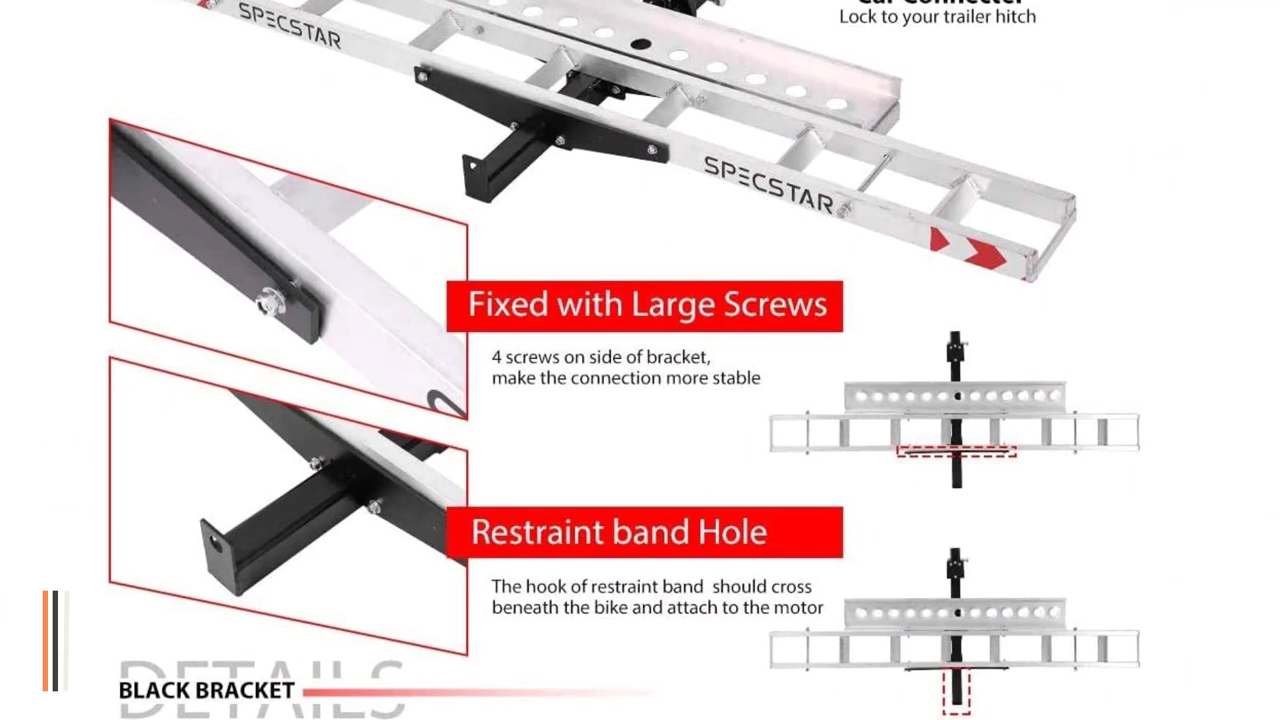 Car Connecter
Lock to your trailer hitch
SPECSTAR
SPECSTAR
Fixed with Large Screws
4 screws on side of bracket,
make the connection more stable
Restraint band Hole
The hook of restraint band should cross
beneath the bike and attach to the motor
DETAILS
BLACK BRACKET